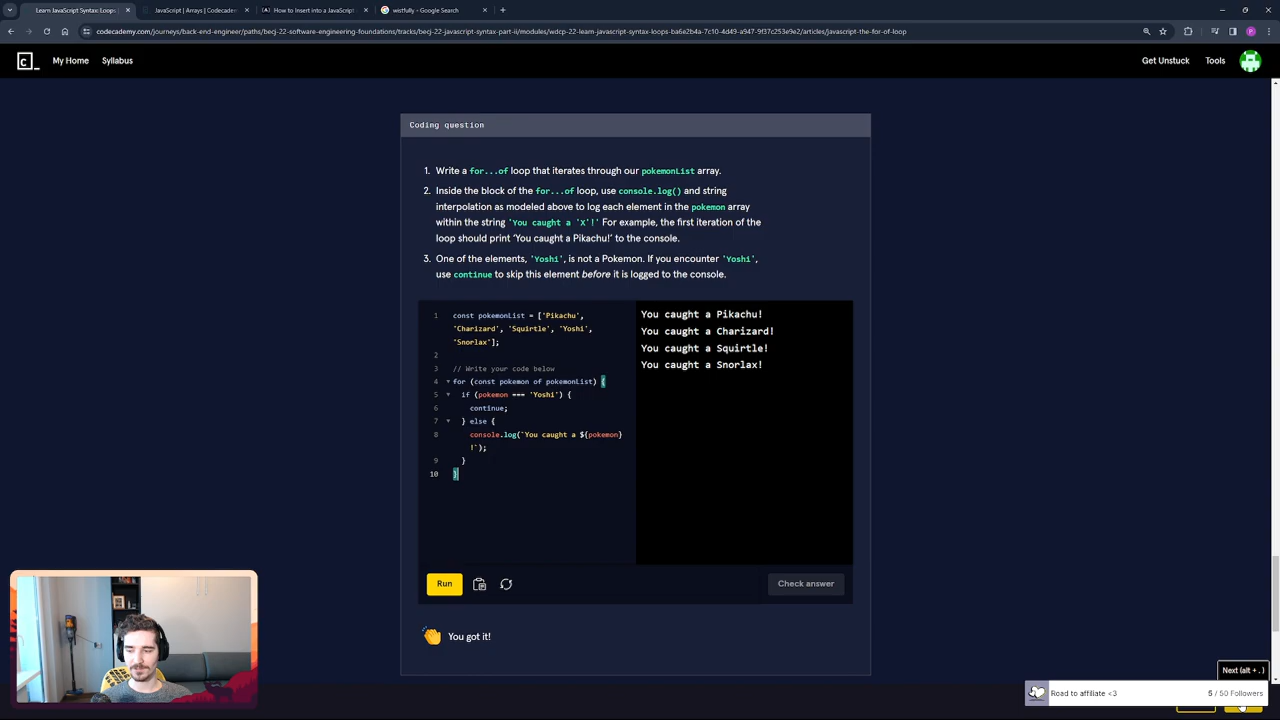 Learn JavaScript Syntax: Loops
JavaScript | Arrays | Codecadem
How to Insert into a JavaScript
wistfully - Google Search
codecademy.com/journeys/back-end-engineer/paths/becj-22-software-engineering-foundations/tracks/becj-22-javascript-syntax-part-ii/modules/wdcp-22-learn-javascript-syntax-loops-ba6e2b4a-7c10-4d49-a947-9f37c253e9e2/articles/javascript-the-for-of-loop
My Home
Syllabus
Get Unstuck
Tools
Coding question
1. Write a for...of loop that iterates through our pokemonList array.
2. Inside the block of the for...of loop, use console.log() and string
interpolation as modeled above to log each element in the pokemon array
within the string 'You caught a 'X'!' For example, the first iteration of the
loop should print ‘You caught a Pikachu!’ to the console.
3. One of the elements, 'Yoshi', is not a Pokemon. If you encounter 'Yoshi',
use continue to skip this element before it is logged to the console.
1 const pokemonList = ['Pikachu',
'Charizard', 'Squirtle', 'Yoshi',
'Snorlax'];
2
3 // Write your code below
4 for (const pokemon of pokemonList) {
5 if (pokemon === 'Yoshi') {
6 continue;
7 } else {
8 console.log(`You caught a ${pokemon}
!`);
9 }
10 }
You caught a Pikachu!
You caught a Charizard!
You caught a Squirtle!
You caught a Snorlax!
Run
Check answer
You got it!
Next (alt + . )
Road to affiliate <3
5 / 50 Followers